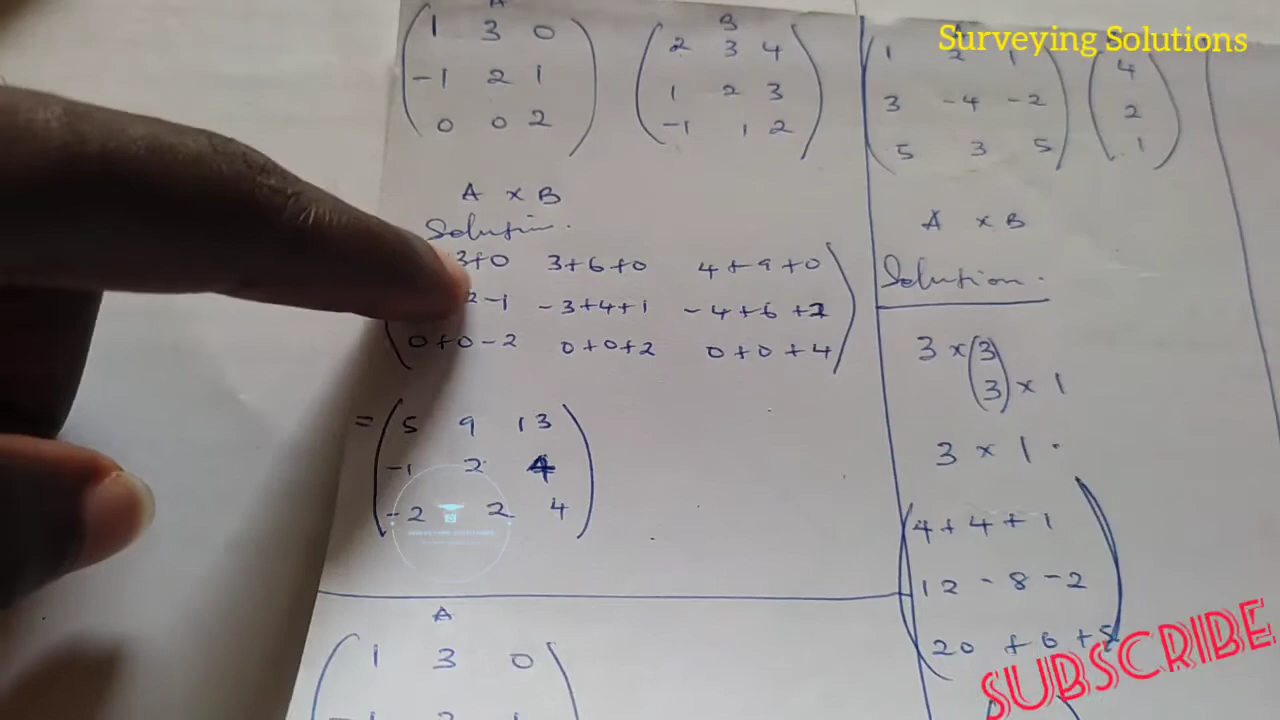 Surveying Solutions
A
1 3 0
-1 2 1
0 0 2
B
2 3 4
1 2 3
-1 1 2
A × B
Solution.
3+0 3+6+0 4+9+0
2-1 -3+4+1 -4+6+2
0+0-2 0+0+2 0+0+4
= 5 9 13
-1 2 4
-2 2 4
A
1 3 0
1 2 1
3 -4 -2
5 3 5
4
2
1
A × B
Solution.
3 × 3
3 × 1
3 × 1.
4+4+1
12-8-2
20+6+5
SUBSCRIBE